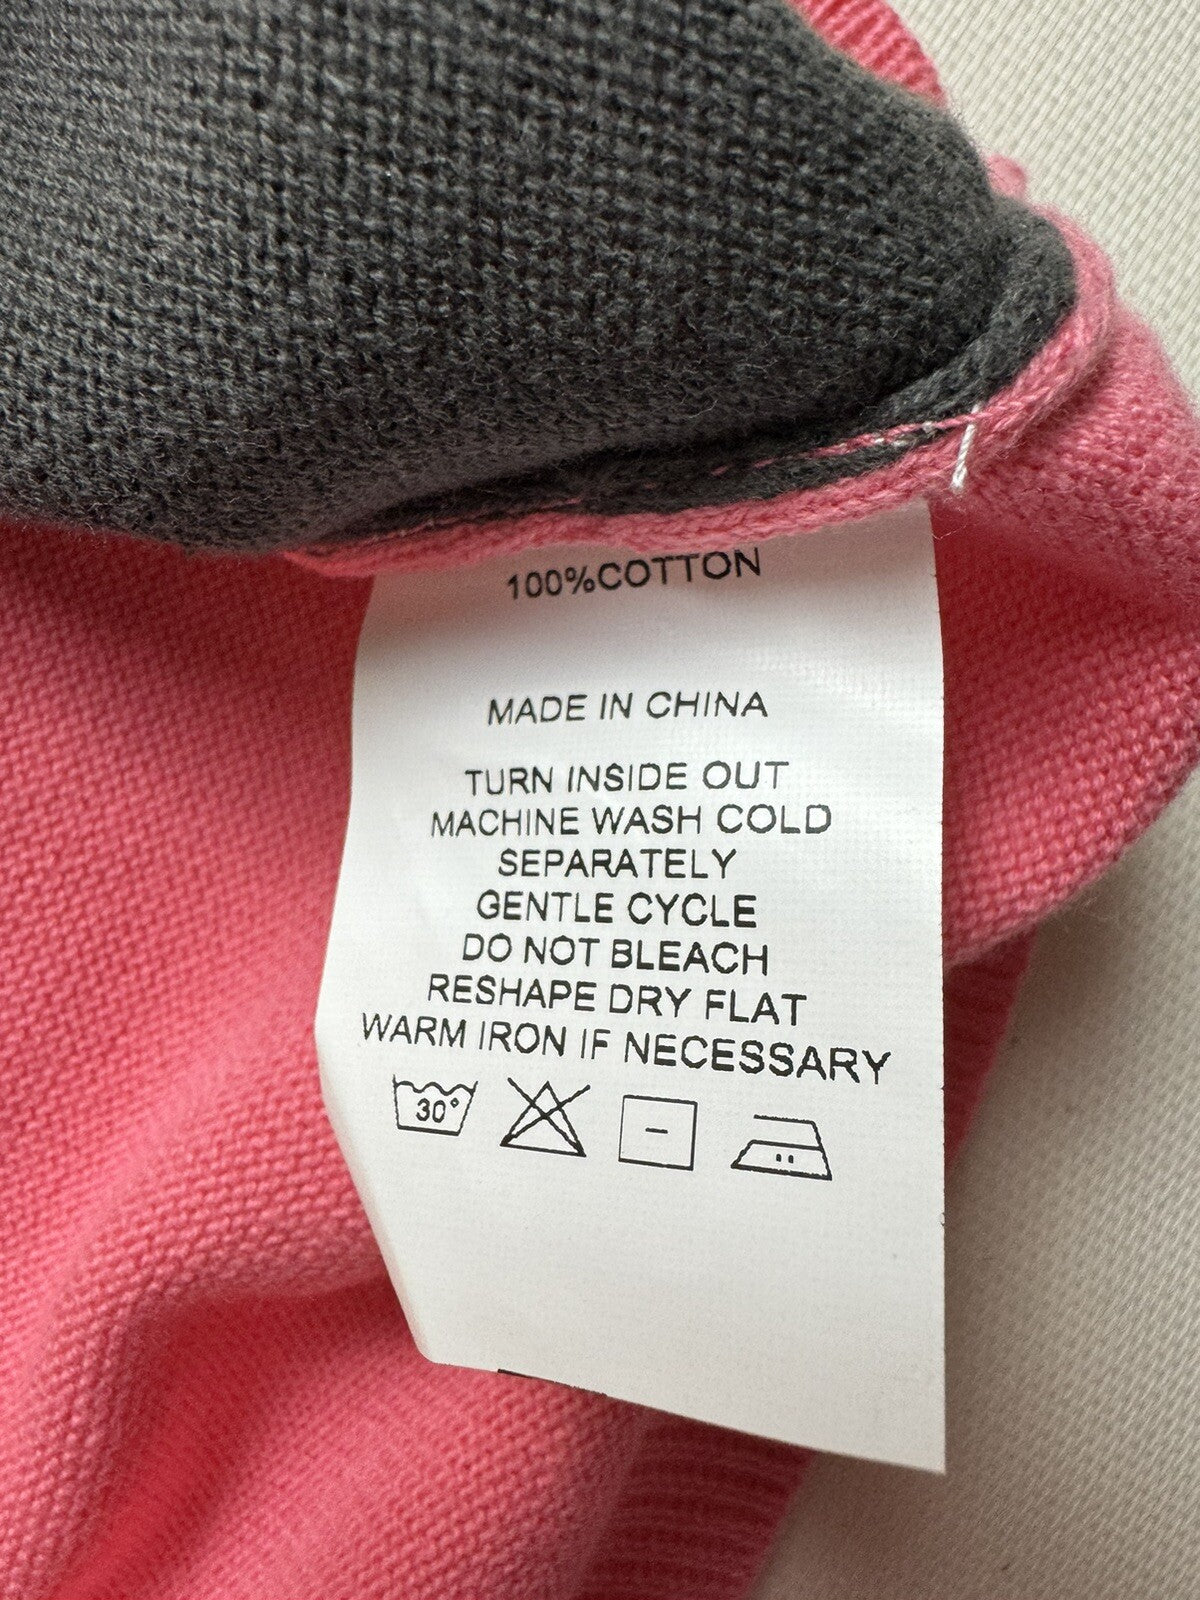 100%COTTON
MADE IN CHINA
TURN INSIDE OUT
MACHINE WASH COLD
SEPARATELY
GENTLE CYCLE
DO NOT BLEACH
RESHAPE DRY FLAT
WARM IRON IF NECESSARY
30°